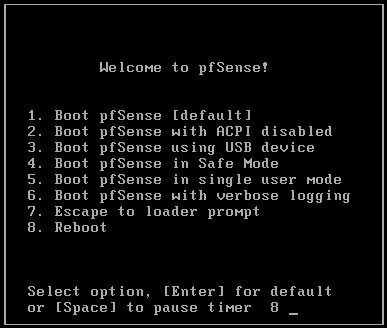 Welcome to pfSense!
1. Boot pfSense [default]
2. Boot pfSense with ACPI disabled
3. Boot pfSense using USB device
4. Boot pfSense in Safe Mode
5. Boot pfSense in single user mode
6. Boot pfSense with verbose logging
7. Escape to loader prompt
8. Reboot
Select option, [Enter] for default
or [Space] to pause timer  8 _